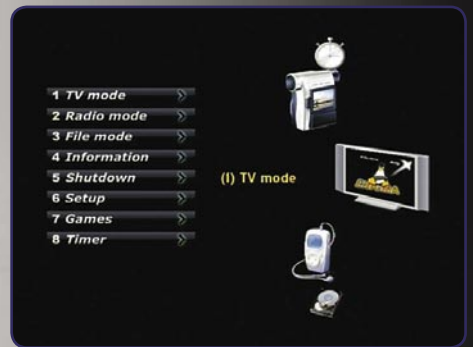 1 TV mode
2 Radio mode
3 File mode
4 Information
5 Shutdown
6 Setup
7 Games
8 Timer
(I) TV mode